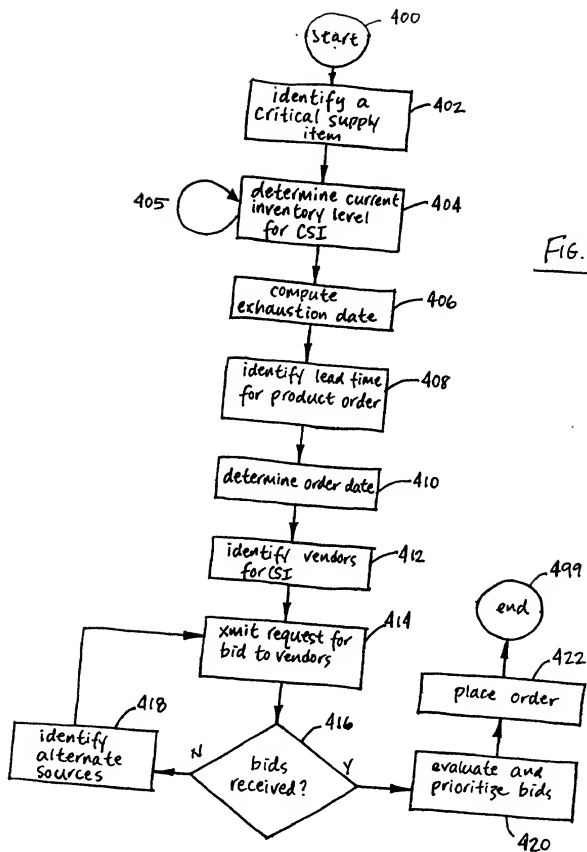 400
start
identify a
critical supply
item
402
405
determine current
inventory level
for CSI
404
FIG.
compute
exhaustion date
406
identify lead time
for product order
408
determine order date
410
identify vendors
for CSI
412
xmit request for
bid to vendors
414
418
identify
alternate
sources
N
bids
received?
416
Y
evaluate and
prioritize bids
420
place order
422
end
499